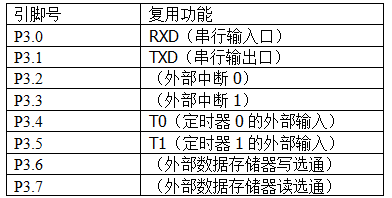 引脚号 复用功能
P3.0 RXD（串行输入口）
P3.1 TXD（串行输出口）
P3.2 （外部中断 0）
P3.3 （外部中断 1）
P3.4 T0（定时器 0 的外部输入）
P3.5 T1（定时器 1 的外部输入）
P3.6 （外部数据存储器写选通）
P3.7 （外部数据存储器读选通）